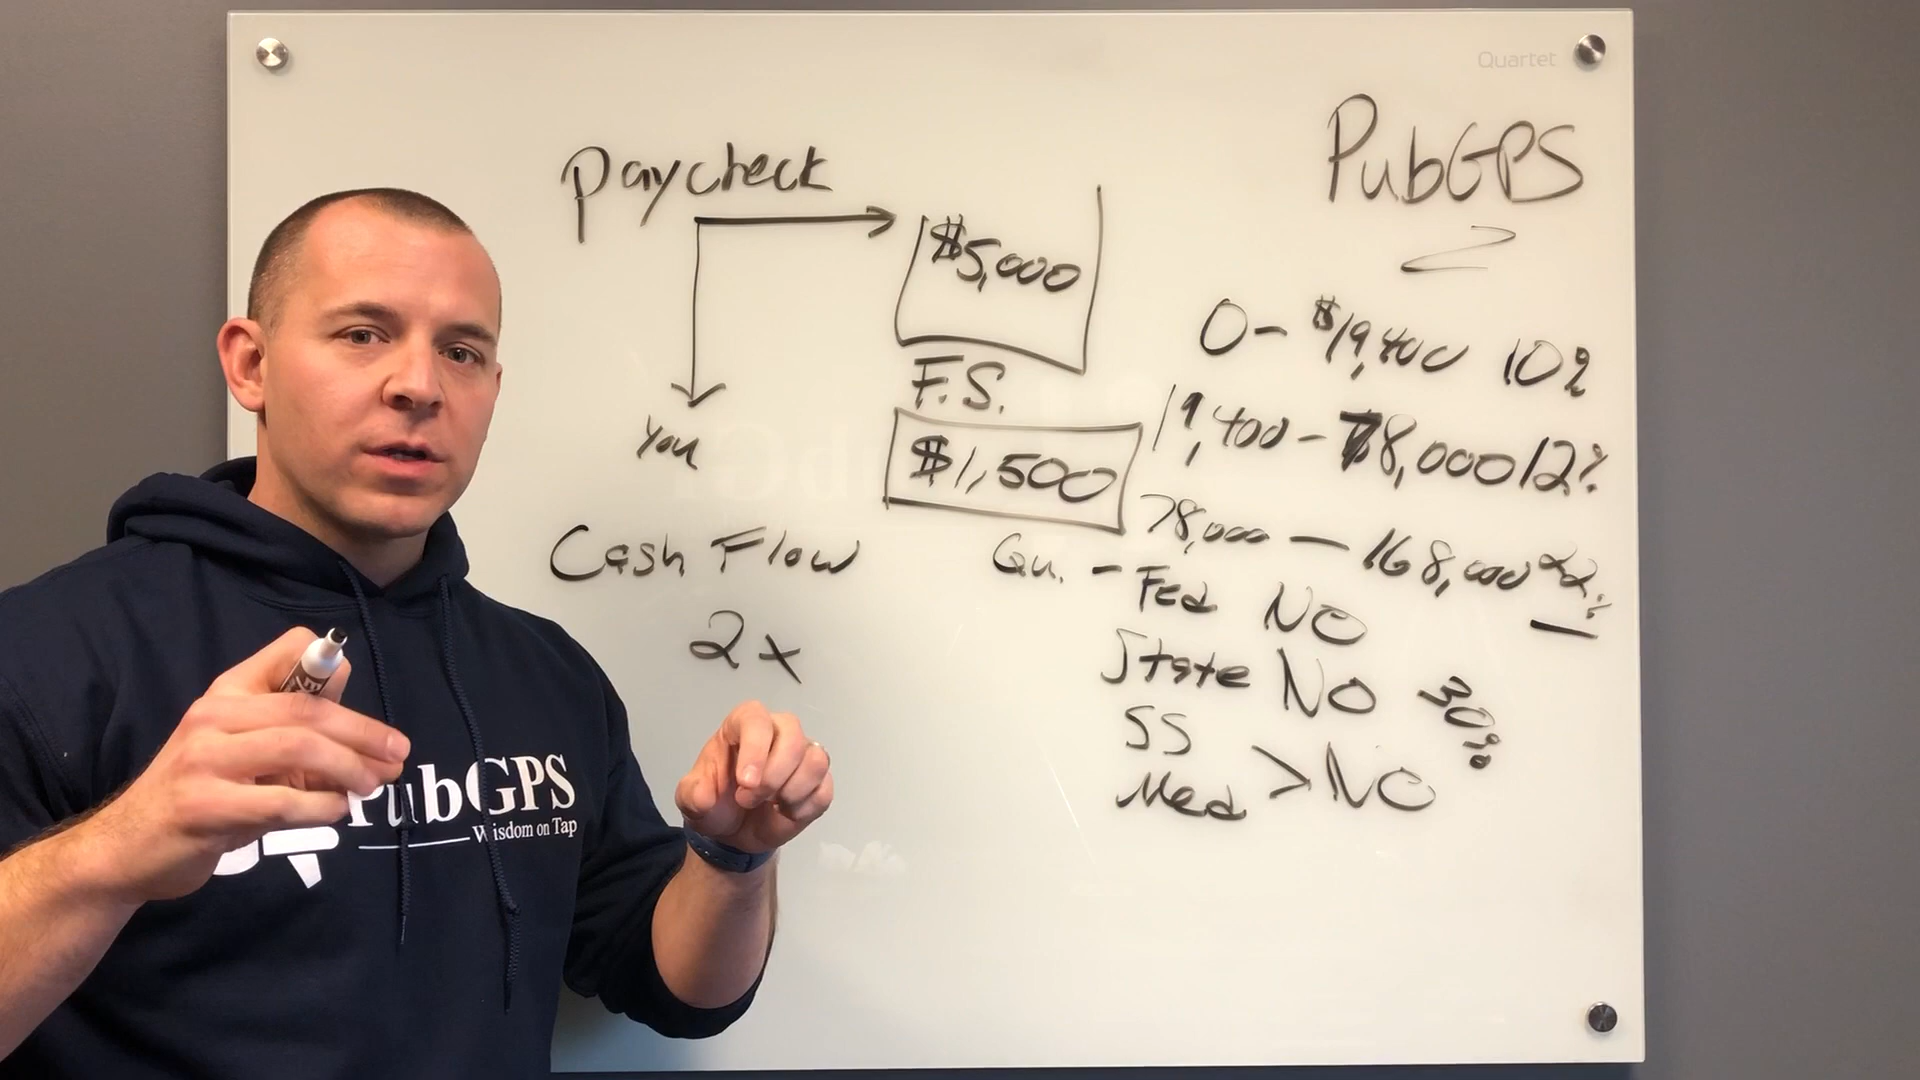 Quartet
PubGPS
Paycheck
$5,000
0 - $19,400 10%
F.S.
19,400 - 78,000 12%
You
$1,500
78,000 - 168,000 22%
Cash Flow
Qu. - Fed NO
2x
State NO 30%
SS
Med > NO
PubGPS
Wisdom on Tap